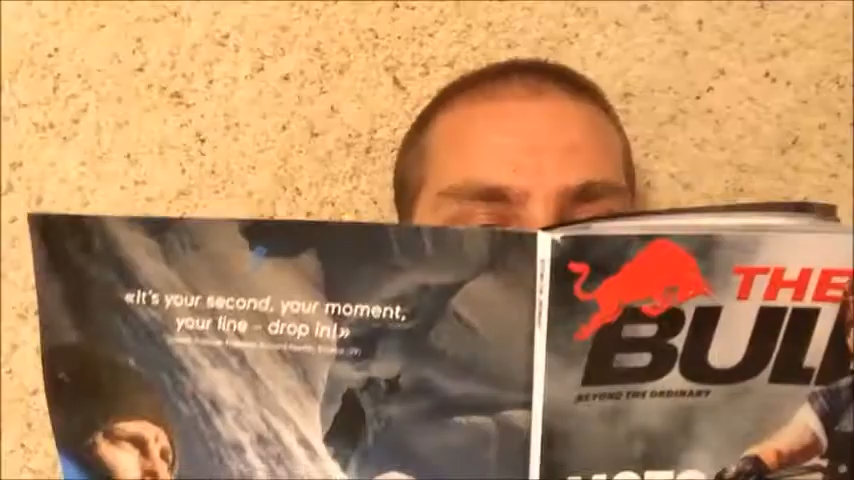 «It's your second, your moment,
your line – drop in!»
THE
BULL
BEYOND THE ORDINARY